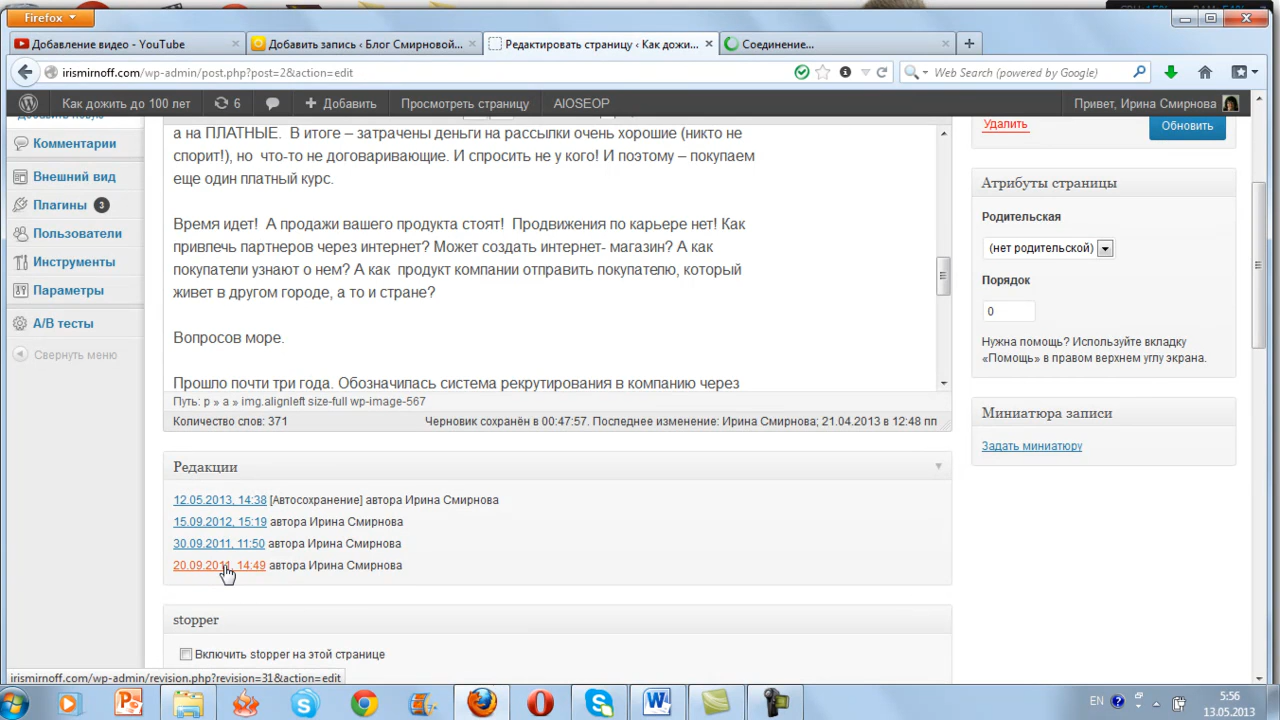 Firefox
Добавление видео - YouTube
Добавить запись ‹ Блог Смирновой...
Редактировать страницу ‹ Как дожи...
Соединение...
irismirnoff.com/wp-admin/post.php?post=2&action=edit
Web Search (powered by Google)
Как дожить до 100 лет
6
Добавить
Просмотреть страницу
AIOSEOP
Привет, Ирина Смирнова
Комментарии
Внешний вид
Плагины 3
Пользователи
Инструменты
Параметры
A/B тесты
Свернуть меню
а на ПЛАТНЫЕ. В итоге – затрачены деньги на рассылки очень хорошие (никто не
спорит!), но что-то не договаривающие. И спросить не у кого! И поэтому – покупаем
еще один платный курс.
Время идет! А продажи вашего продукта стоят! Продвижения по карьере нет! Как
привлечь партнеров через интернет? Может создать интернет- магазин? А как
покупатели узнают о нем? А как продукт компании отправить покупателю, который
живет в другом городе, а то и стране?
Вопросов море.
Прошло почти три года. Обозначилась система рекрутирования в компанию через
Путь: p » a » img.alignleft size-full wp-image-567
Количество слов: 371
Черновик сохранён в 00:47:57. Последнее изменение: Ирина Смирнова; 21.04.2013 в 12:48 пп
Редакции
12.05.2013, 14:38 [Автосохранение] автора Ирина Смирнова
15.09.2012, 15:19 автора Ирина Смирнова
30.09.2011, 11:50 автора Ирина Смирнова
20.09.2011, 14:49 автора Ирина Смирнова
stopper
Включить stopper на этой странице
Удалить
Обновить
Атрибуты страницы
Родительская
(нет родительской)
Порядок
0
Нужна помощь? Используйте вкладку
«Помощь» в правом верхнем углу экрана.
Миниатюра записи
Задать миниатюру
irismirnoff.com/wp-admin/revision.php?revision=31&action=edit
EN
5:56
13.05.2013